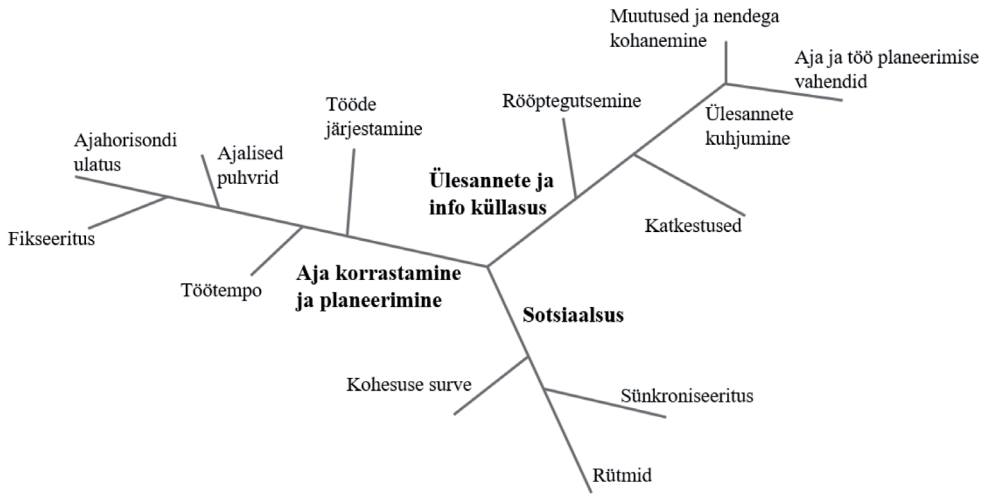 Muutused ja nendega
kohanemine
Aja ja töö planeerimise
vahendid
Rööptegutsemine
Ülesannete
kuhjumine
Tööde
järjestamine
Ajahorisondi
ulatus
Ajalised
puhvrid
Ülesannete ja
info küllasus
Katkestused
Fikseeritus
Töötempo
Aja korrastamine
ja planeerimine
Sotsiaalsus
Kohesuse surve
Sünkroniseeritus
Rütmid